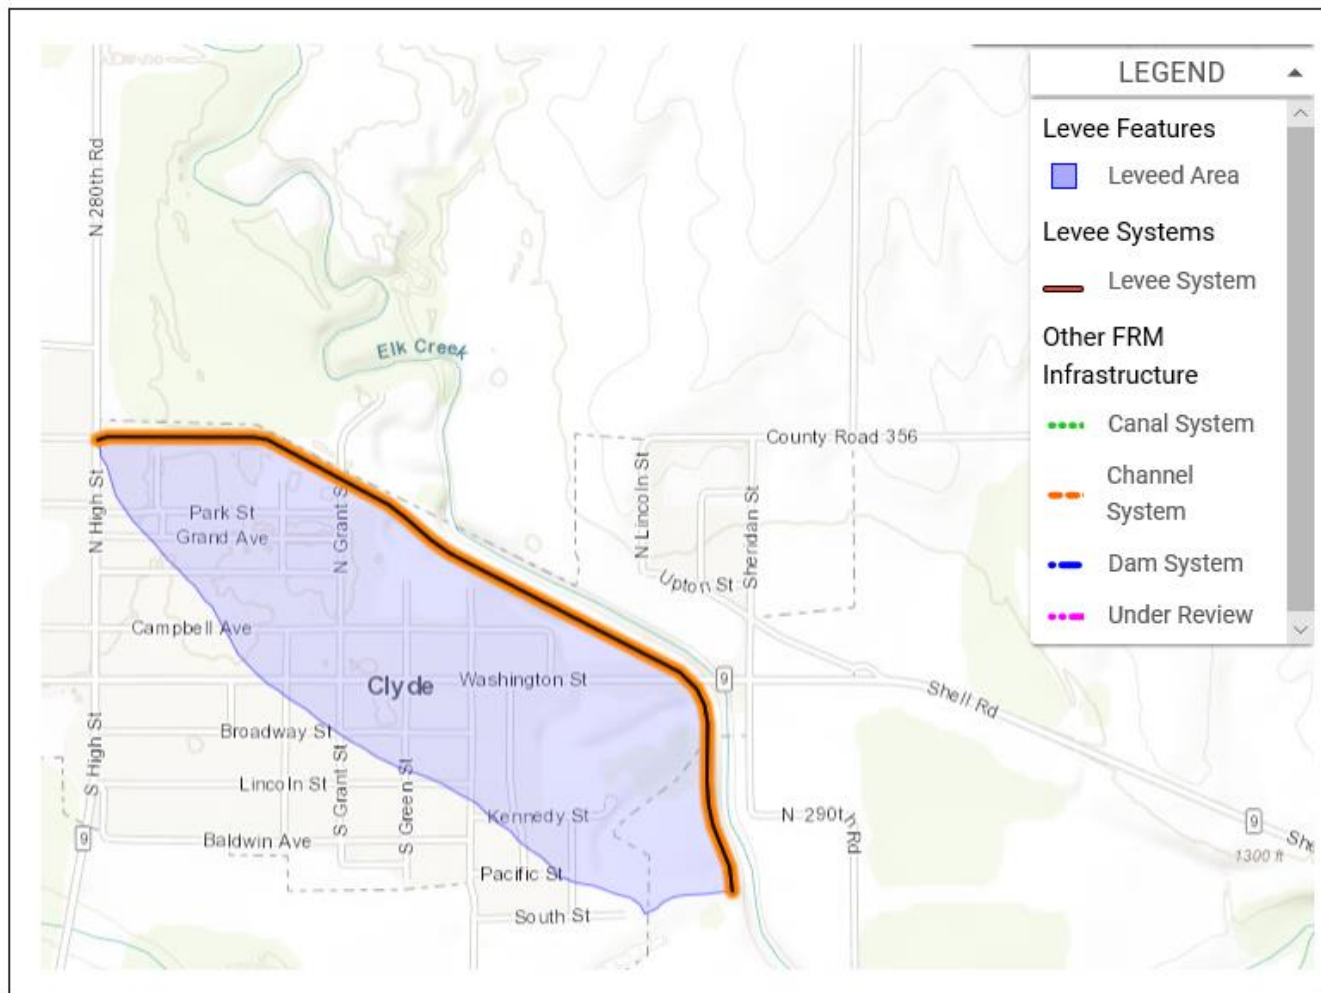 LEGEND
Levee Features
Leveed Area
Levee Systems
Levee System
Other FRM
Infrastructure
Canal System
Channel
System
Dam System
Under Review
N 280th Rd
Elk Creek
County Road 356
N High St
Park St
Grand Ave
N Grant S
N Lincoln St
Sheridan St
Upton St
Campbell Ave
Clyde
Washington St
9
Shell Rd
S High St
Broadway St
Lincoln St
S Grant St
S Green St
Kennedy St
N 290th Rd
9
Baldwin Ave
9
She
1300 ft
Pacific St
South St